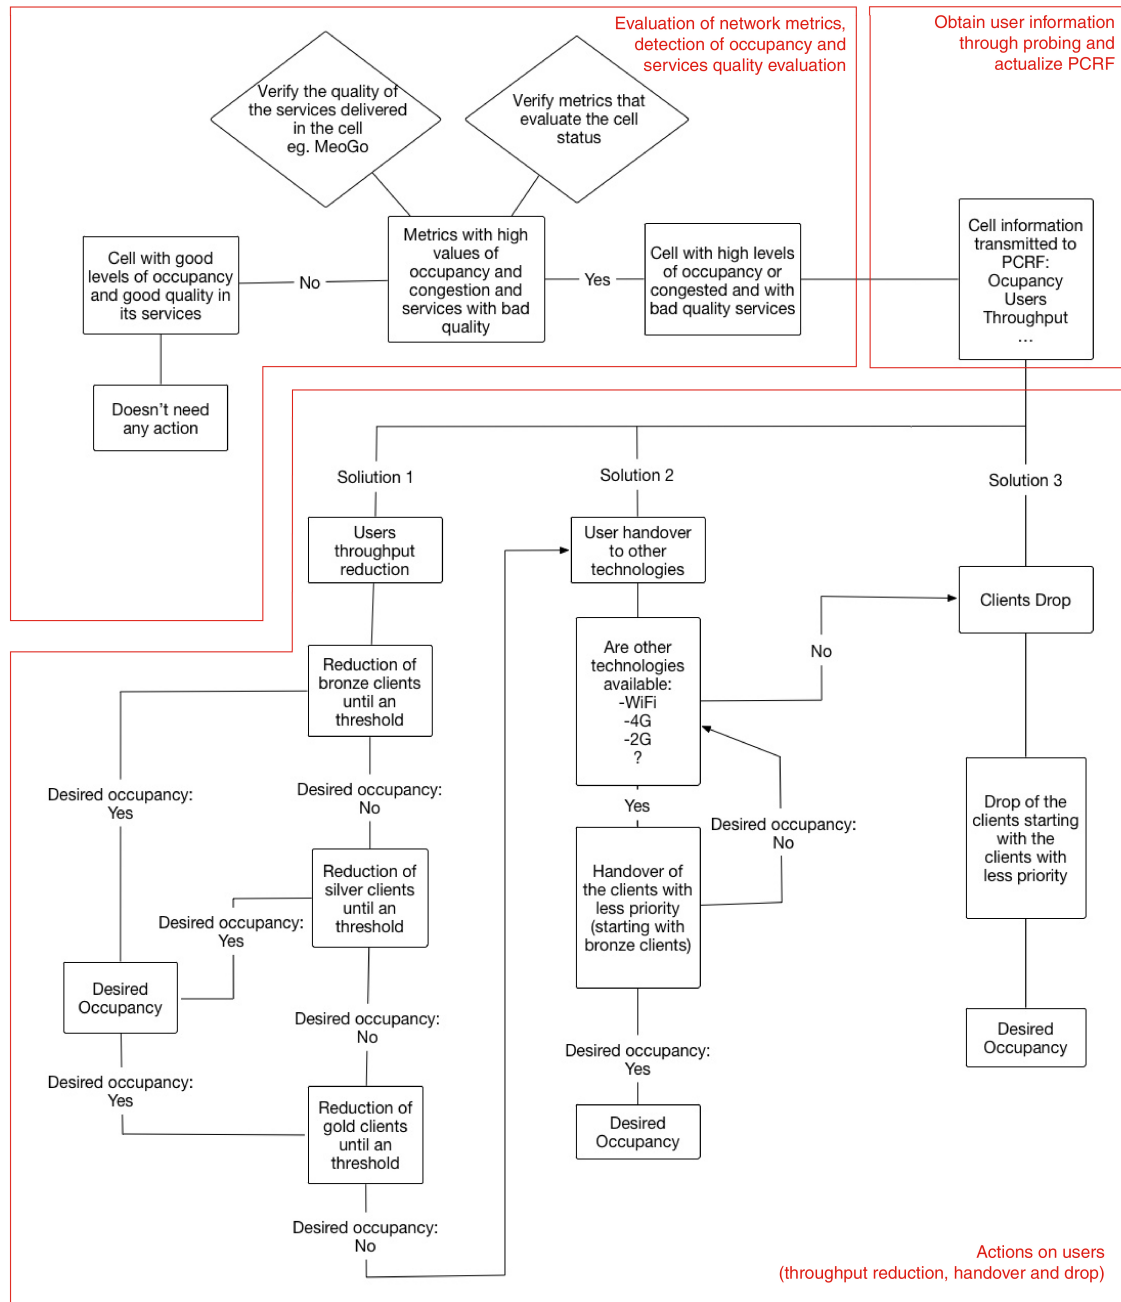 Evaluation of network metrics,
detection of occupancy and
services quality evaluation
Obtain user information
through probing and
actualize PCRF
Verify the quality of
the services delivered
in the cell
eg. MeoGo
Verify metrics that
evaluate the cell
status
Cell with good
levels of occupancy
and good quality in
its services
No
Metrics with high
values of
occupancy and
congestion and
services with bad
quality
Yes
Cell with high levels
of occupancy or
congested and with
bad quality services
Cell information
transmitted to
PCRF:
Ocupancy
Users
Throughput
...
Doesn't need
any action
Soliution 1
Solution 2
Solution 3
Users
throughput
reduction
User handover
to other
technologies
Clients Drop
Reduction of
bronze clients
until an
threshold
Are other
technologies
available:
-WiFi
-4G
-2G
?
No
Desired occupancy:
Yes
Desired occupancy:
No
Yes
Desired occupancy:
No
Drop of the
clients starting
with the
clients with
less priority
Reduction of
silver clients
until an
threshold
Handover of
the clients with
less priority
(starting with
bronze clients)
Desired occupancy:
Yes
Desired
Occupancy
Desired occupancy:
No
Desired occupancy:
Yes
Desired
Occupancy
Desired occupancy:
Yes
Reduction of
gold clients
until an
threshold
Desired
Occupancy
Desired occupancy:
No
Actions on users
(throughput reduction, handover and drop)